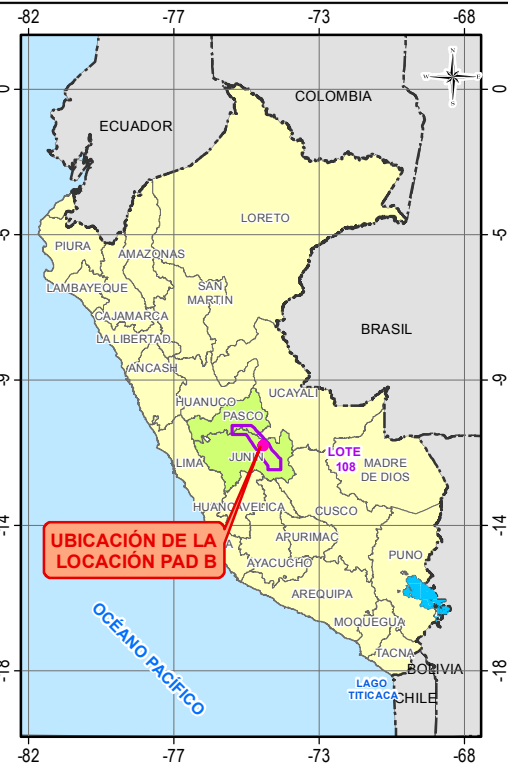 -82
-77
-73
-68
N
W
E
S
0
0
COLOMBIA
ECUADOR
LORETO
-5
-5
PIURA
AMAZONAS
LAMBAYEQUE
SAN
MARTIN
CAJAMARCA
LA LIBERTAD
BRASIL
ANCASH
-9
-9
UCAYALI
HUANUCO
PASCO
LIMA
JUNIN
LOTE
108
MADRE
DE DIOS
HUANCAVELICA
CUSCO
-14
-14
UBICACIÓN DE LA
LOCACIÓN PAD B
A
APURIMAC
PUNO
AYACUCHO
AREQUIPA
OCÉANO PACÍFICO
MOQUEGUA
TACNA
BOLIVIA
-18
-18
LAGO
TITICACA
CHILE
-82
-77
-73
-68